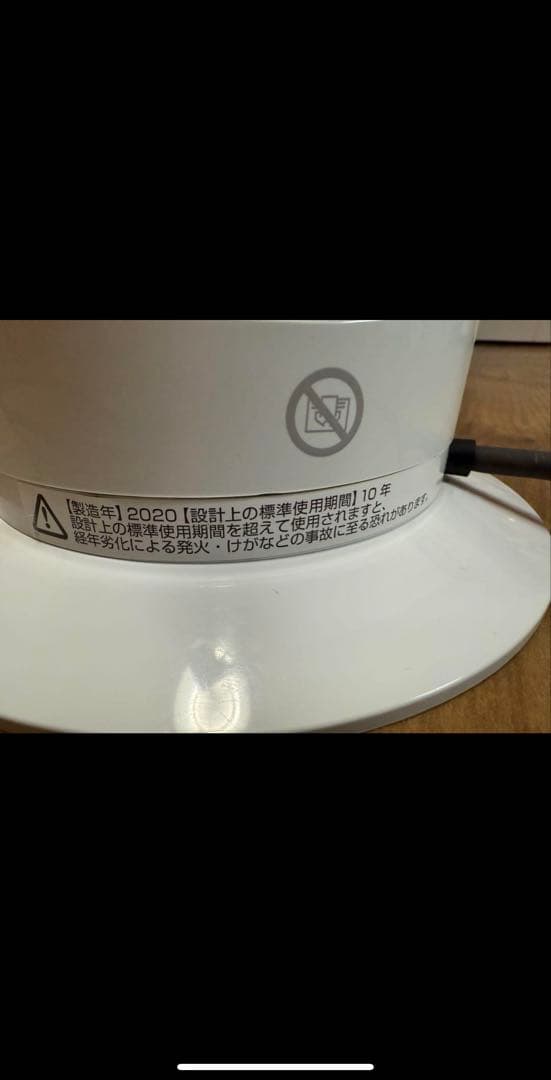 【製造年】2020【設計上の標準使用期間】10年
設計上の標準使用期間を超えて使用されますと、
経年劣化による発火・けがなどの事故に至る恐れがあります。